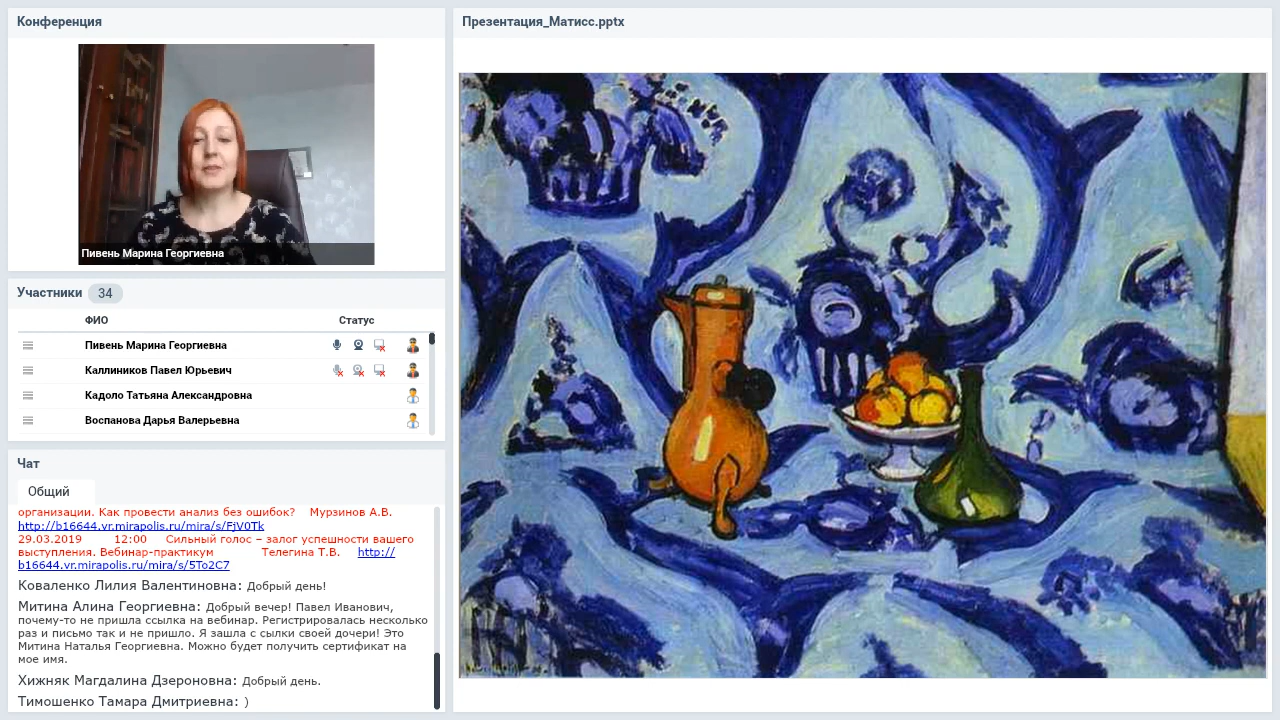 Конференция
Пивень Марина Георгиевна
Участники 34
ФИО Статус
Пивень Марина Георгиевна
Каллиников Павел Юрьевич
Кадоло Татьяна Александровна
Воспанова Дарья Валерьевна
Чат
Общий
организации. Как провести анализ без ошибок? Мурзинов А.В.
http://b16644.vr.mirapolis.ru/mira/s/FjV0Tk
29.03.2019 12:00 Сильный голос – залог успешности вашего
выступления. Вебинар-практикум Телегина Т.В. http://
b16644.vr.mirapolis.ru/mira/s/5To2C7
Коваленко Лилия Валентиновна: Добрый день!
Митина Алина Георгиевна: Добрый вечер! Павел Иванович,
почему-то не пришла ссылка на вебинар. Регистрировалась несколько
раз и письмо так и не пришло. Я зашла с сылки своей дочери! Это
Митина Наталья Георгиевна. Можно будет получить сертификат на
мое имя.
Хижняк Магдалина Дзероновна: Добрый день.
Тимошенко Тамара Дмитриевна: )
Презентация_Матисс.pptx